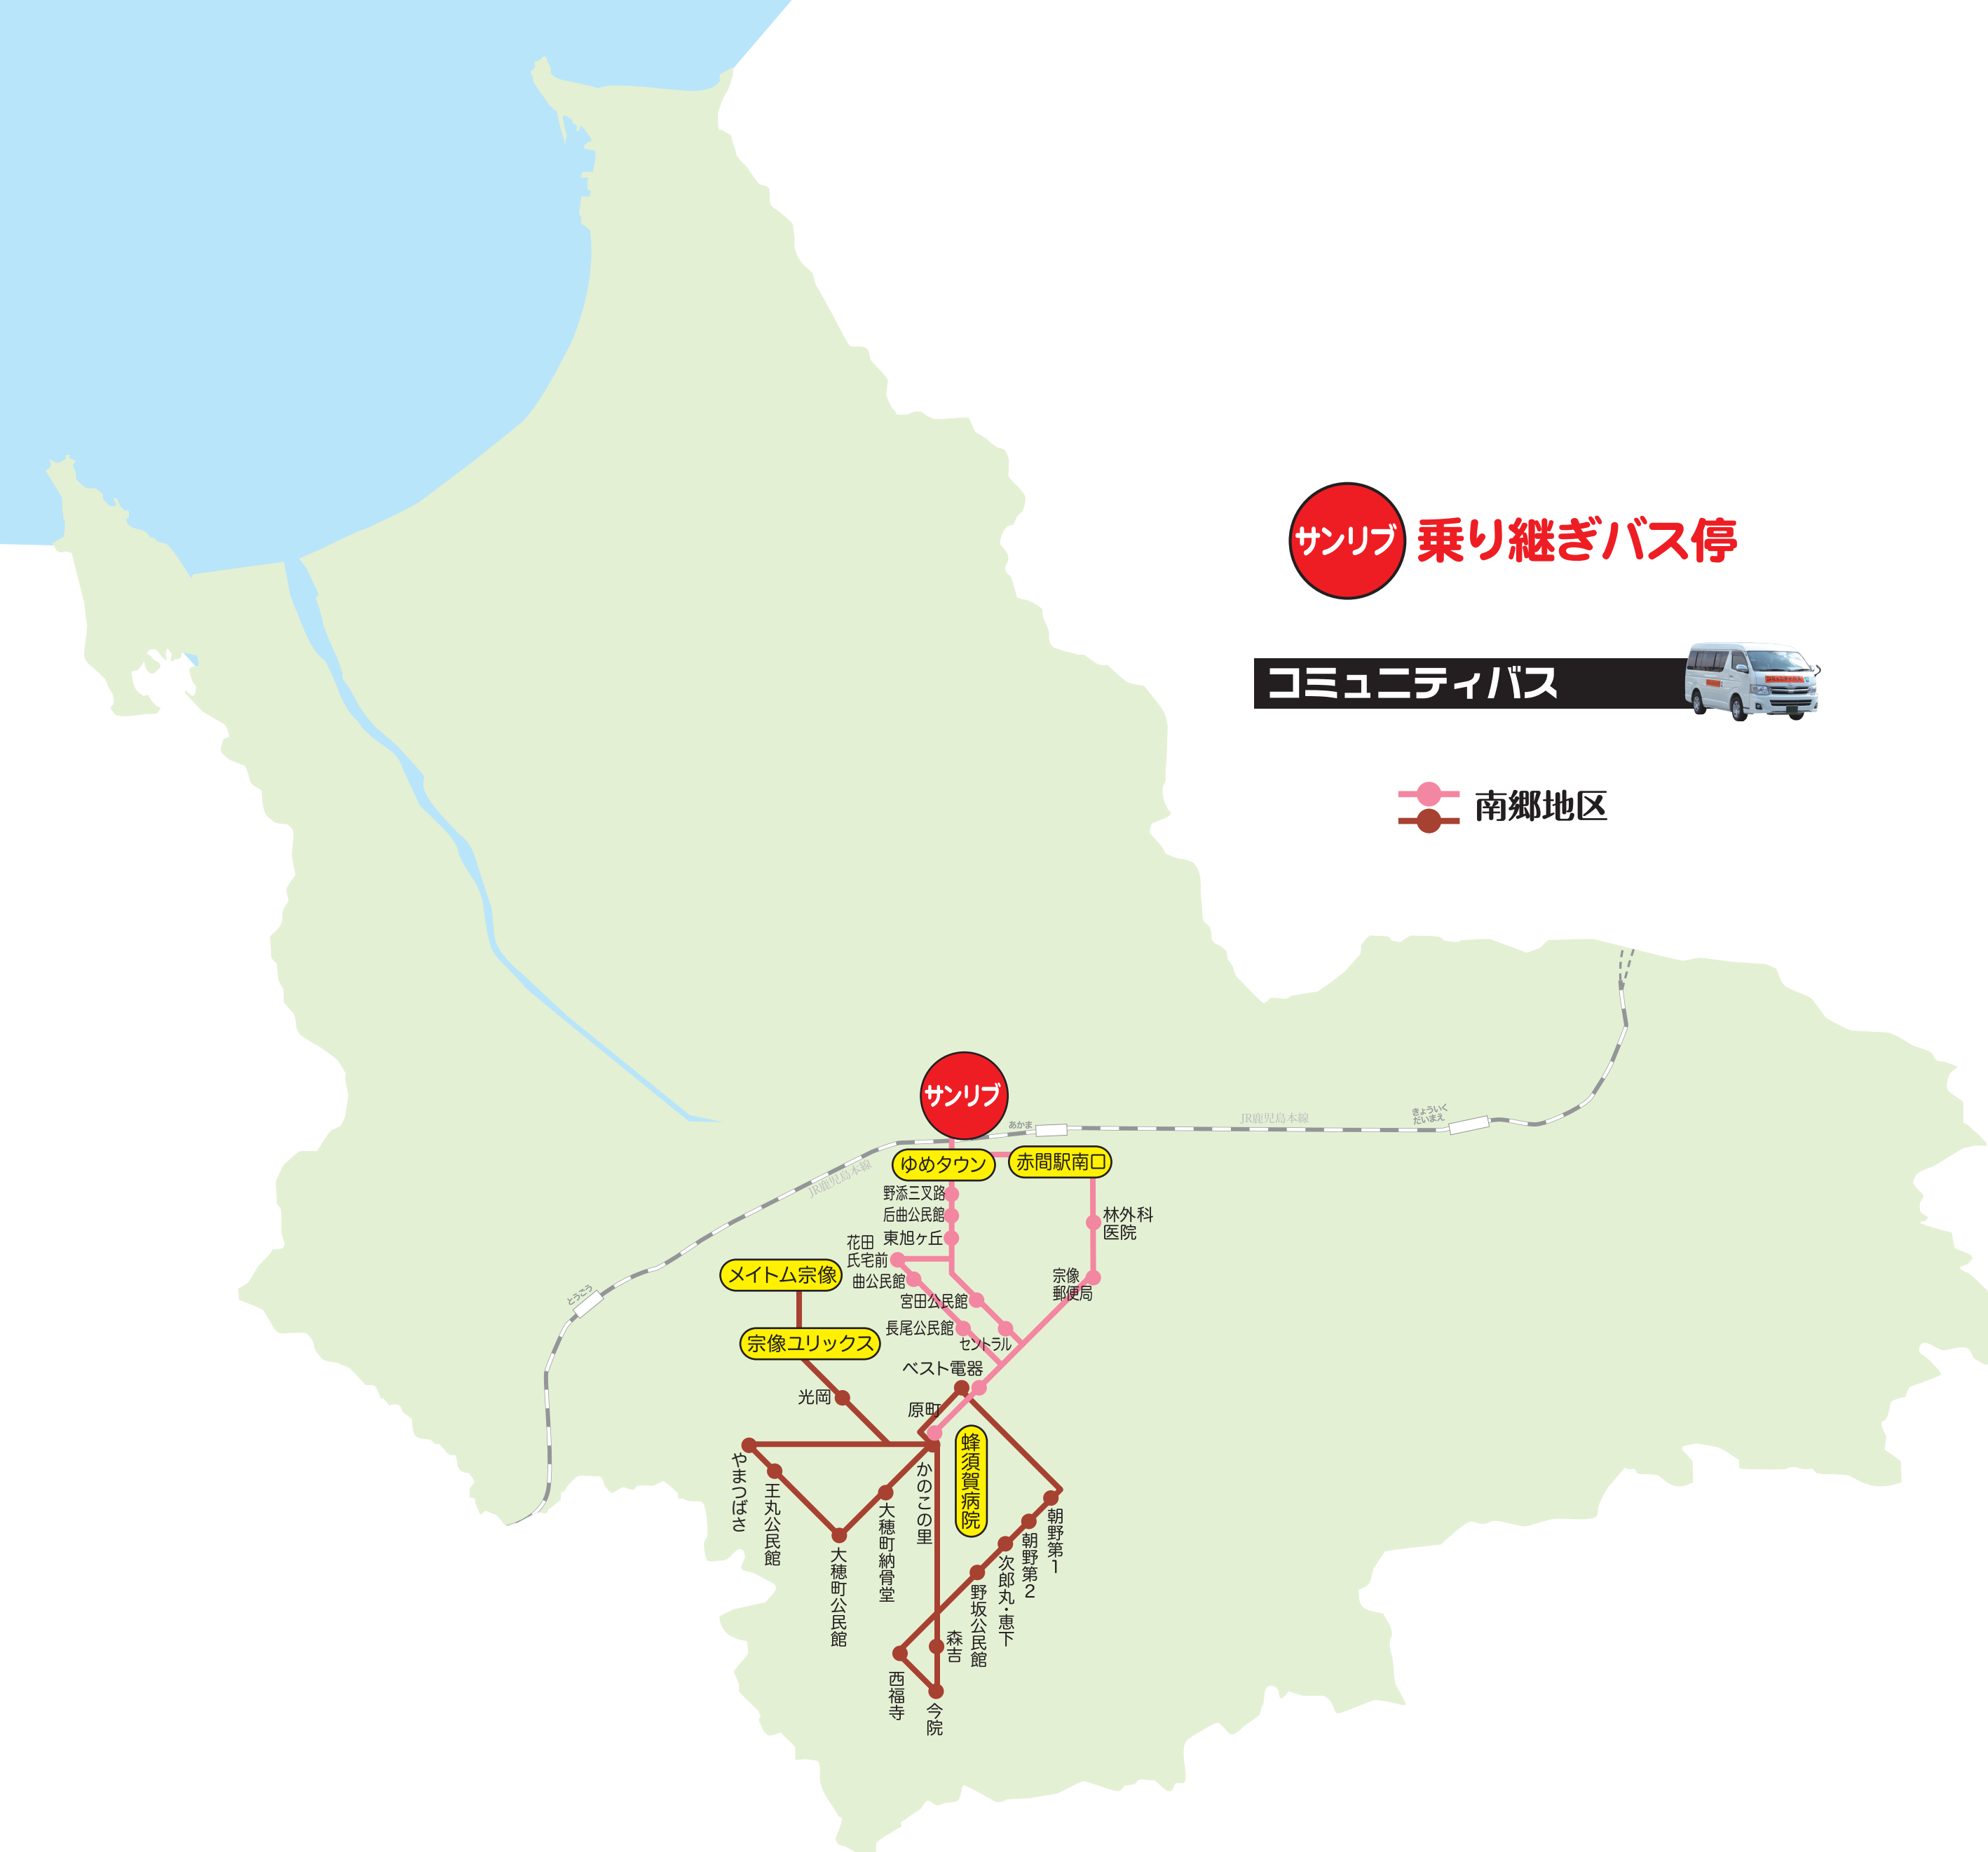 サンリブ
乗り継ぎバス停
コミュニティバス
南郷地区
サンリブ
あかま
JR鹿児島本線
きょういく
だいまえ
ゆめタウン
赤間駅南口
JR鹿児島本線
野添三叉路
后曲公民館
東旭ヶ丘
花田
氏宅前
曲公民館
林外科
医院
宗像
郵便局
宮田公民館
長尾公民館
セントラル
とうごう
メイトム宗像
宗像ユリックス
ベスト電器
光岡
原町
蜂須賀病院
かのこの里
やまつばさ
王丸公民館
大穂町公民館
大穂町納骨堂
朝野第1
朝野第2
次郎丸・恵下
野坂公民館
森吉
西福寺
今院